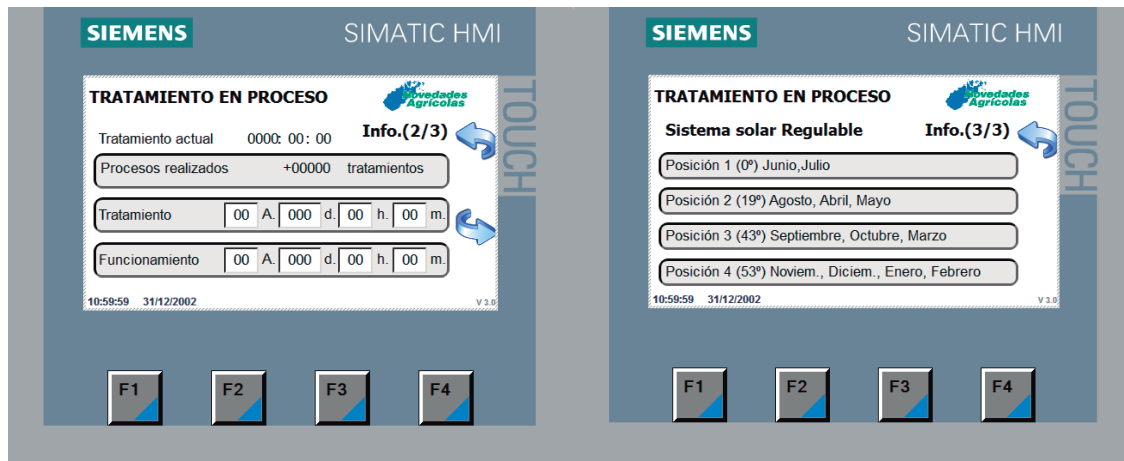 SIEMENS SIMATIC HMI
TOUCH
TRATAMIENTO EN PROCESO
Novedades
Agrícolas
Tratamiento actual 0000: 00: 00 Info.(2/3)
Procesos realizados +00000 tratamientos
Tratamiento 00 A. 000 d. 00 h. 00 m.
Funcionamiento 00 A. 000 d. 00 h. 00 m.
10:59:59 31/12/2002 V 3.0
F1 F2 F3 F4
SIEMENS SIMATIC HMI
TOUCH
TRATAMIENTO EN PROCESO
Novedades
Agrícolas
Sistema solar Regulable Info.(3/3)
Posición 1 (0º) Junio,Julio
Posición 2 (19º) Agosto, Abril, Mayo
Posición 3 (43º) Septiembre, Octubre, Marzo
Posición 4 (53º) Noviem., Diciem., Enero, Febrero
10:59:59 31/12/2002 V 3.0
F1 F2 F3 F4